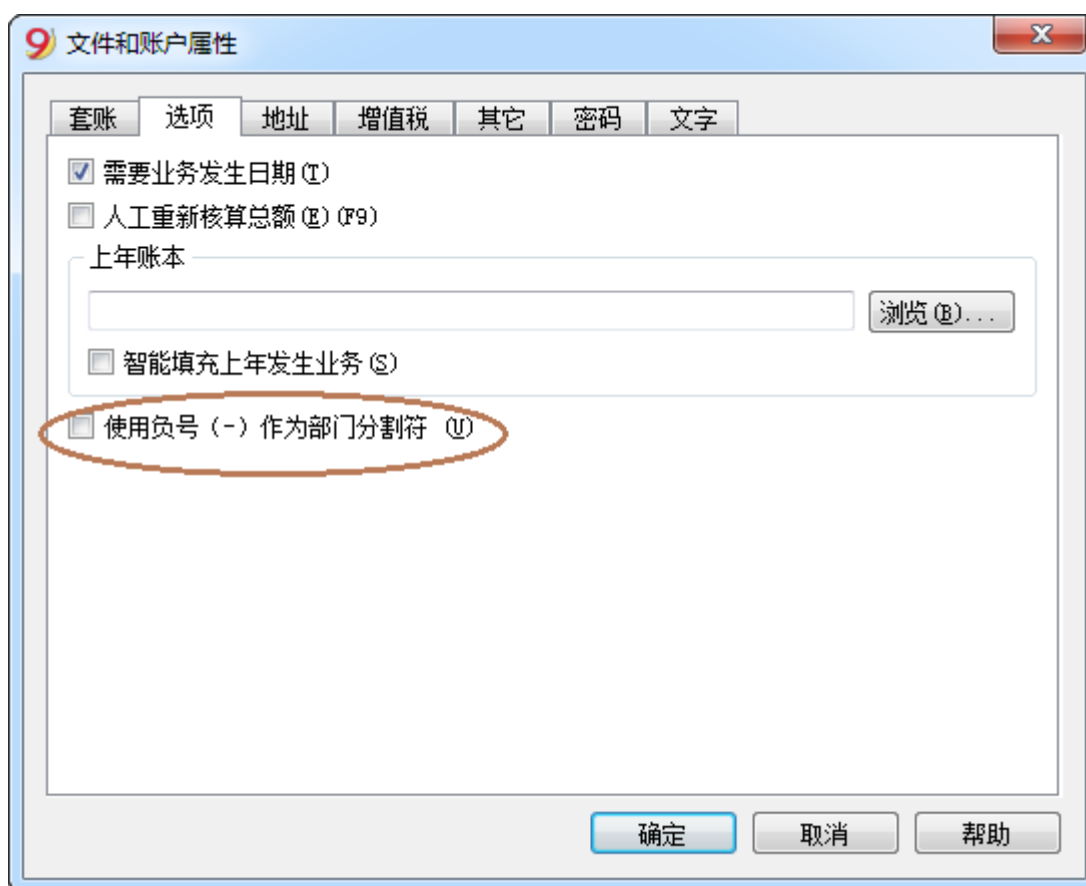 9 文件和账户属性
套账 选项 地址 增值税 其它 密码 文字
需要业务发生日期(T)
人工重新核算总额(E)(F9)
上年账本
浏览(B)...
智能填充上年发生业务(S)
使用负号（-）作为部门分割符 (U)
确定 取消 帮助